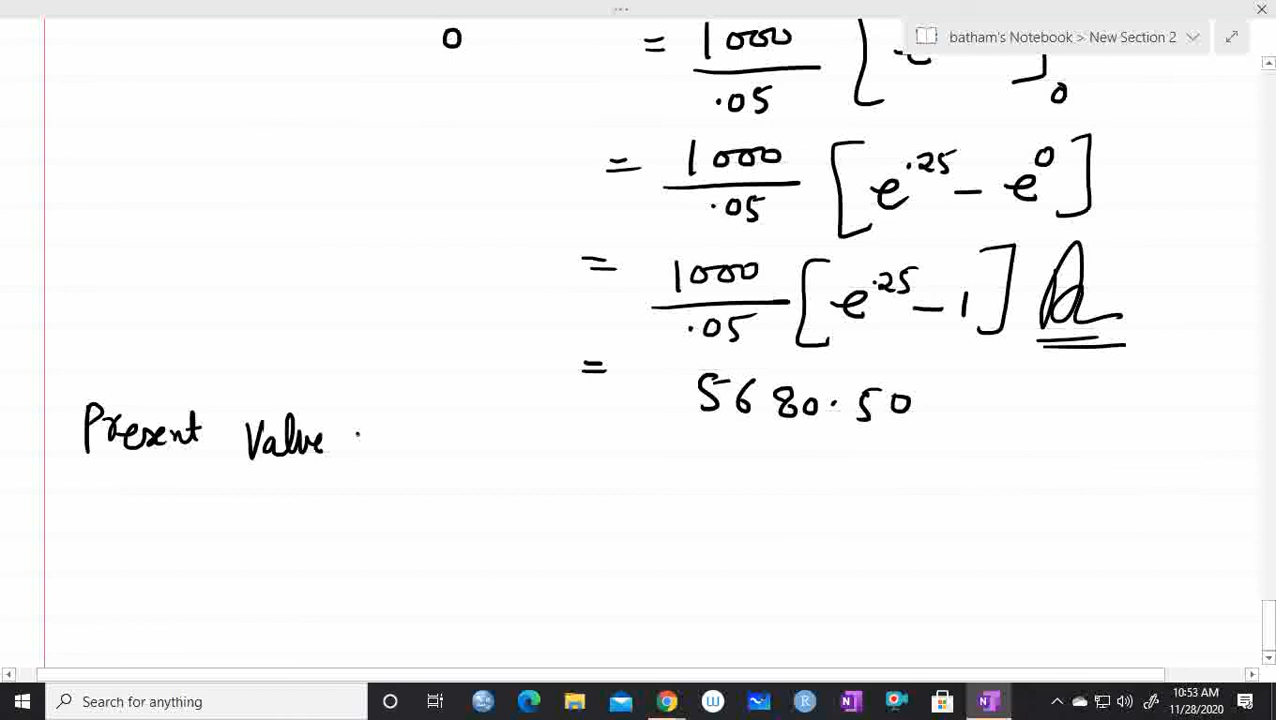 batham's Notebook > New Section 2
0 = 1000/.05 [e ]0
= 1000/.05 [e^.25 - e^0]
= 1000/.05 [e^.25 - 1]
= 5680.50
Present Value .
Search for anything
10:53 AM
11/28/2020